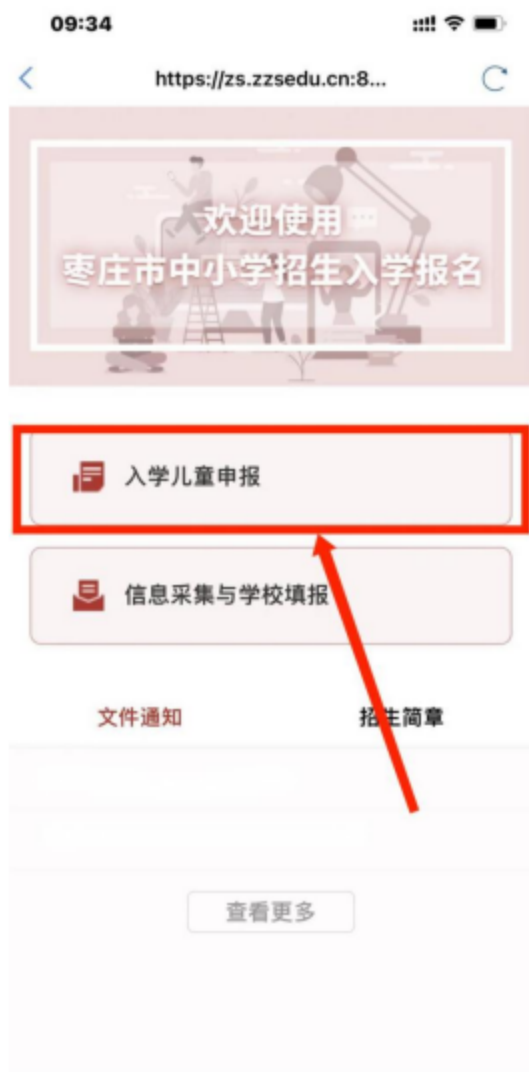 09:34
https://zs.zzsedu.cn:8...
欢迎使用
枣庄市中小学招生入学报名
入学儿童申报
信息采集与学校填报
文件通知
招生简章
查看更多